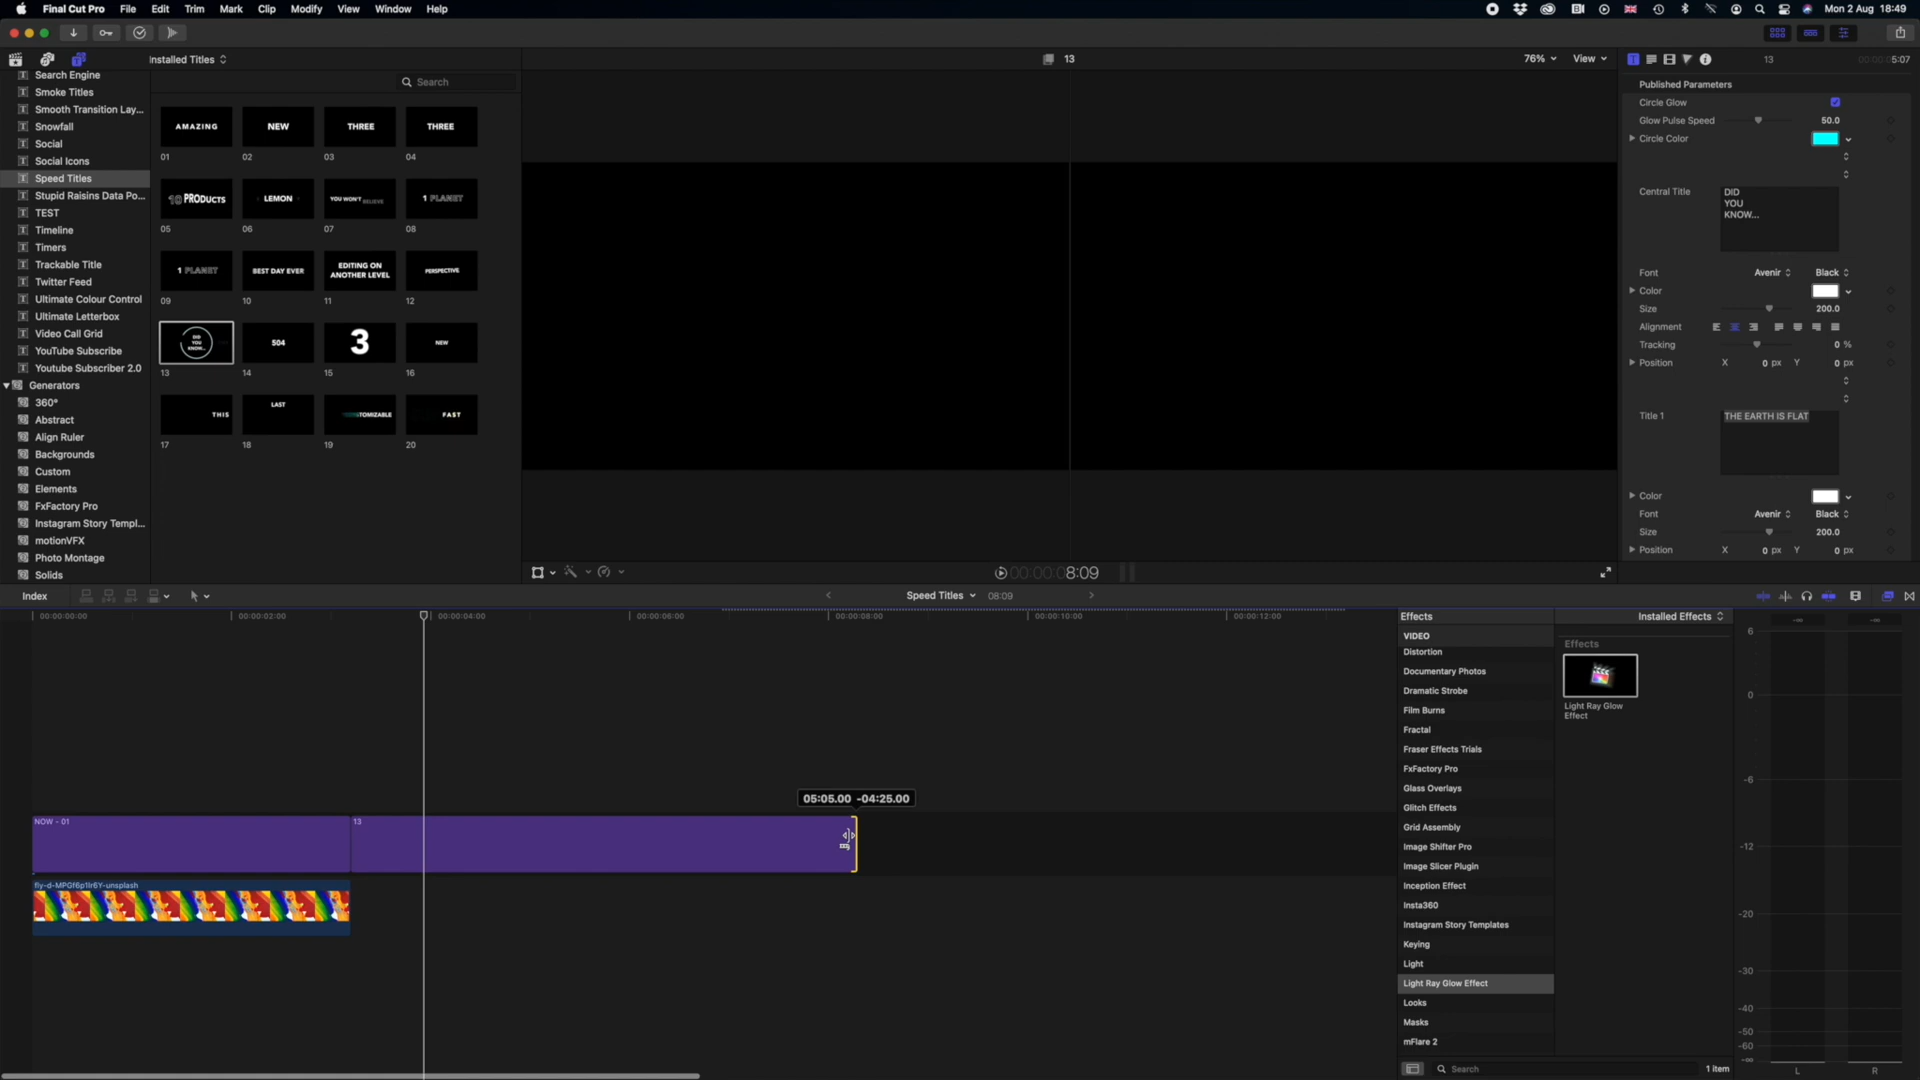 Final Cut Pro File Edit Trim Mark Clip Modify View Window Help
Mon 2 Aug 18:49
Installed Titles
13
76%
View
13
5:07
Search Engine
Smoke Titles
Smooth Transition Lay...
Snowfall
Social
Social Icons
Speed Titles
Stupid Raisins Data Po...
TEST
Timeline
Timers
Trackable Title
Twitter Feed
Ultimate Colour Control
Ultimate Letterbox
Video Call Grid
YouTube Subscribe
Youtube Subscriber 2.0
Generators
360°
Abstract
Align Ruler
Backgrounds
Custom
Elements
FxFactory Pro
Instagram Story Templ...
motionVFX
Photo Montage
Solids
Search
AMAZING NEW THREE THREE
01 02 03 04
10 PRODUCTS LEMON YOU WON'T BELIEVE 1 PLANET
05 06 07 08
1 PLANET BEST DAY EVER EDITING ON ANOTHER LEVEL PERSPECTIVE
09 10 11 12
DID YOU KNOW... 504 3 NEW
13 14 15 16
THIS LAST TOMIZABLE FAST
17 18 19 20
00:00:08:09
Published Parameters
Circle Glow
Glow Pulse Speed 50.0
Circle Color
Central Title
DID
YOU
KNOW...
Font Avenir Black
Color
Size 200.0
Alignment
Tracking 0 %
Position X 0 px Y 0 px
Title 1 THE EARTH IS FLAT
Color
Font Avenir Black
Size 200.0
Position X 0 px Y 0 px
Index
Speed Titles 08:09
00:00:00:00 00:00:02:00 00:00:04:00 00:00:06:00 00:00:08:00 00:00:10:00 00:00:12:00
05:05.00 -04:25.00
NOW - 01
13
fly-d-MPGf6p1lr6Y-unsplash
Effects
Installed Effects
VIDEO
Distortion
Documentary Photos
Dramatic Strobe
Film Burns
Fractal
Fraser Effects Trials
FxFactory Pro
Glass Overlays
Glitch Effects
Grid Assembly
Image Shifter Pro
Image Slicer Plugin
Inception Effect
Insta360
Instagram Story Templates
Keying
Light
Light Ray Glow Effect
Looks
Masks
mFlare 2
Effects
Light Ray Glow
Effect
Search
1 item
-∞ -∞
6
0
-6
-12
-20
-30
-40
-50
-60
-∞
L R